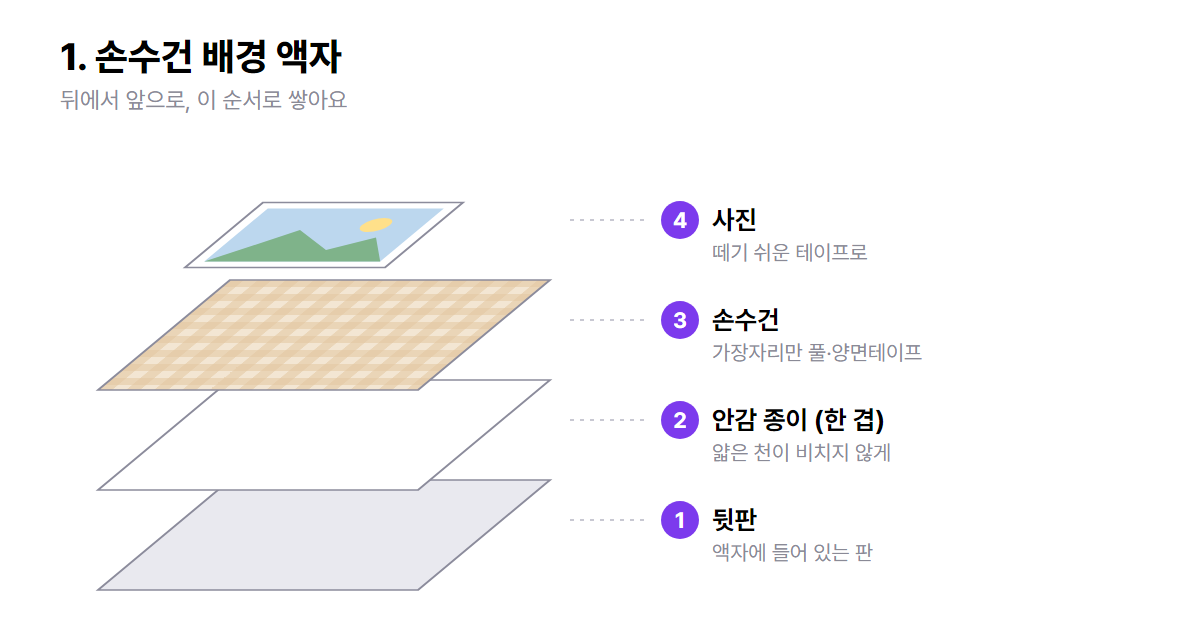 1. 손수건 배경 액자
뒤에서 앞으로, 이 순서로 쌓아요
4 사진
떼기 쉬운 테이프로
3 손수건
가장자리만 풀·양면테이프
2 안감 종이 (한 겹)
얇은 천이 비치지 않게
1 뒷판
액자에 들어 있는 판